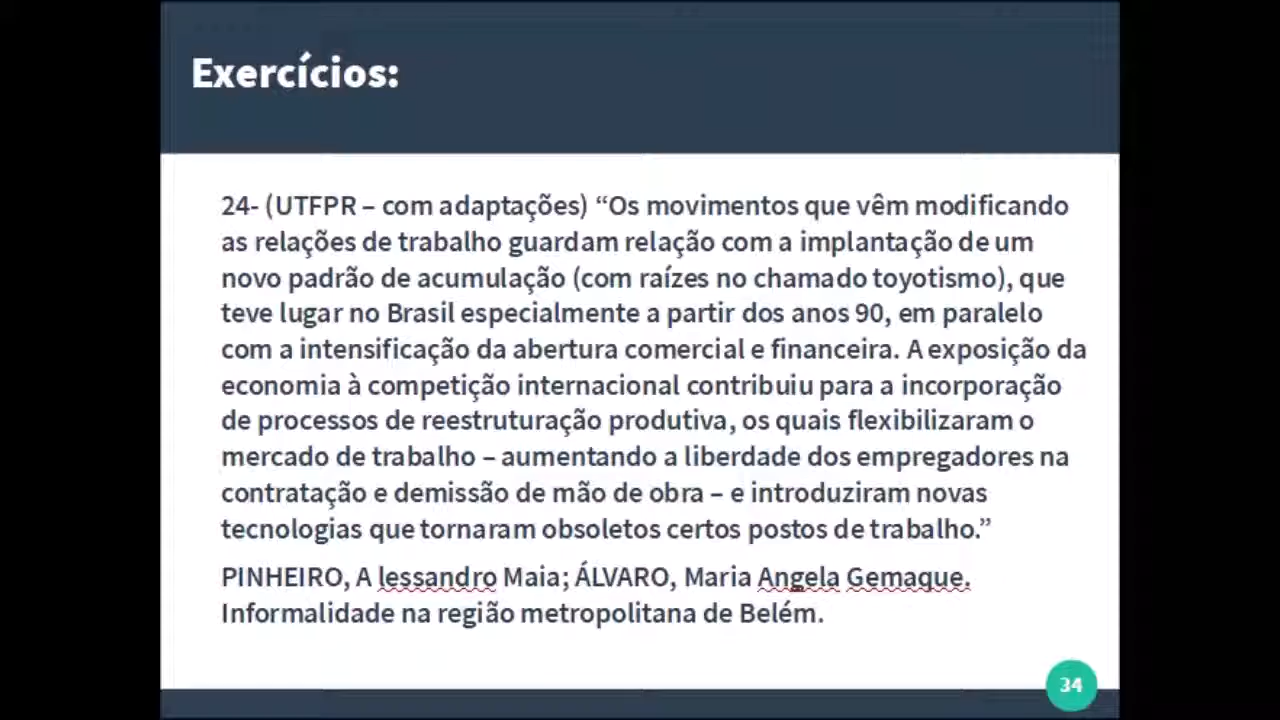 Exercícios:
24- (UTFPR – com adaptações) “Os movimentos que vêm modificando
as relações de trabalho guardam relação com a implantação de um
novo padrão de acumulação (com raízes no chamado toyotismo), que
teve lugar no Brasil especialmente a partir dos anos 90, em paralelo
com a intensificação da abertura comercial e financeira. A exposição da
economia à competição internacional contribuiu para a incorporação
de processos de reestruturação produtiva, os quais flexibilizaram o
mercado de trabalho – aumentando a liberdade dos empregadores na
contratação e demissão de mão de obra – e introduziram novas
tecnologias que tornaram obsoletos certos postos de trabalho.”
PINHEIRO, A lessandro Maia; ÁLVARO, Maria Angela Gemaque.
Informalidade na região metropolitana de Belém.
34